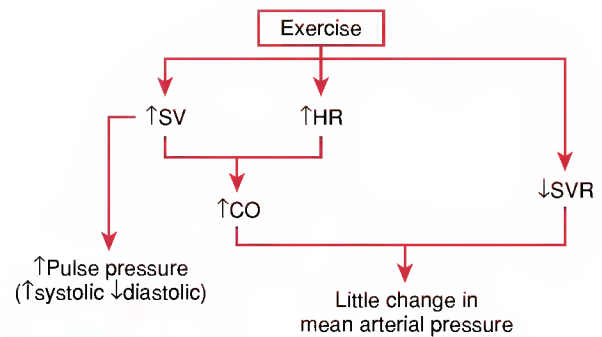 Exercise
↑SV
↑HR
↓SVR
↑CO
↑Pulse pressure
(↑systolic ↓diastolic)
Little change in
mean arterial pressure